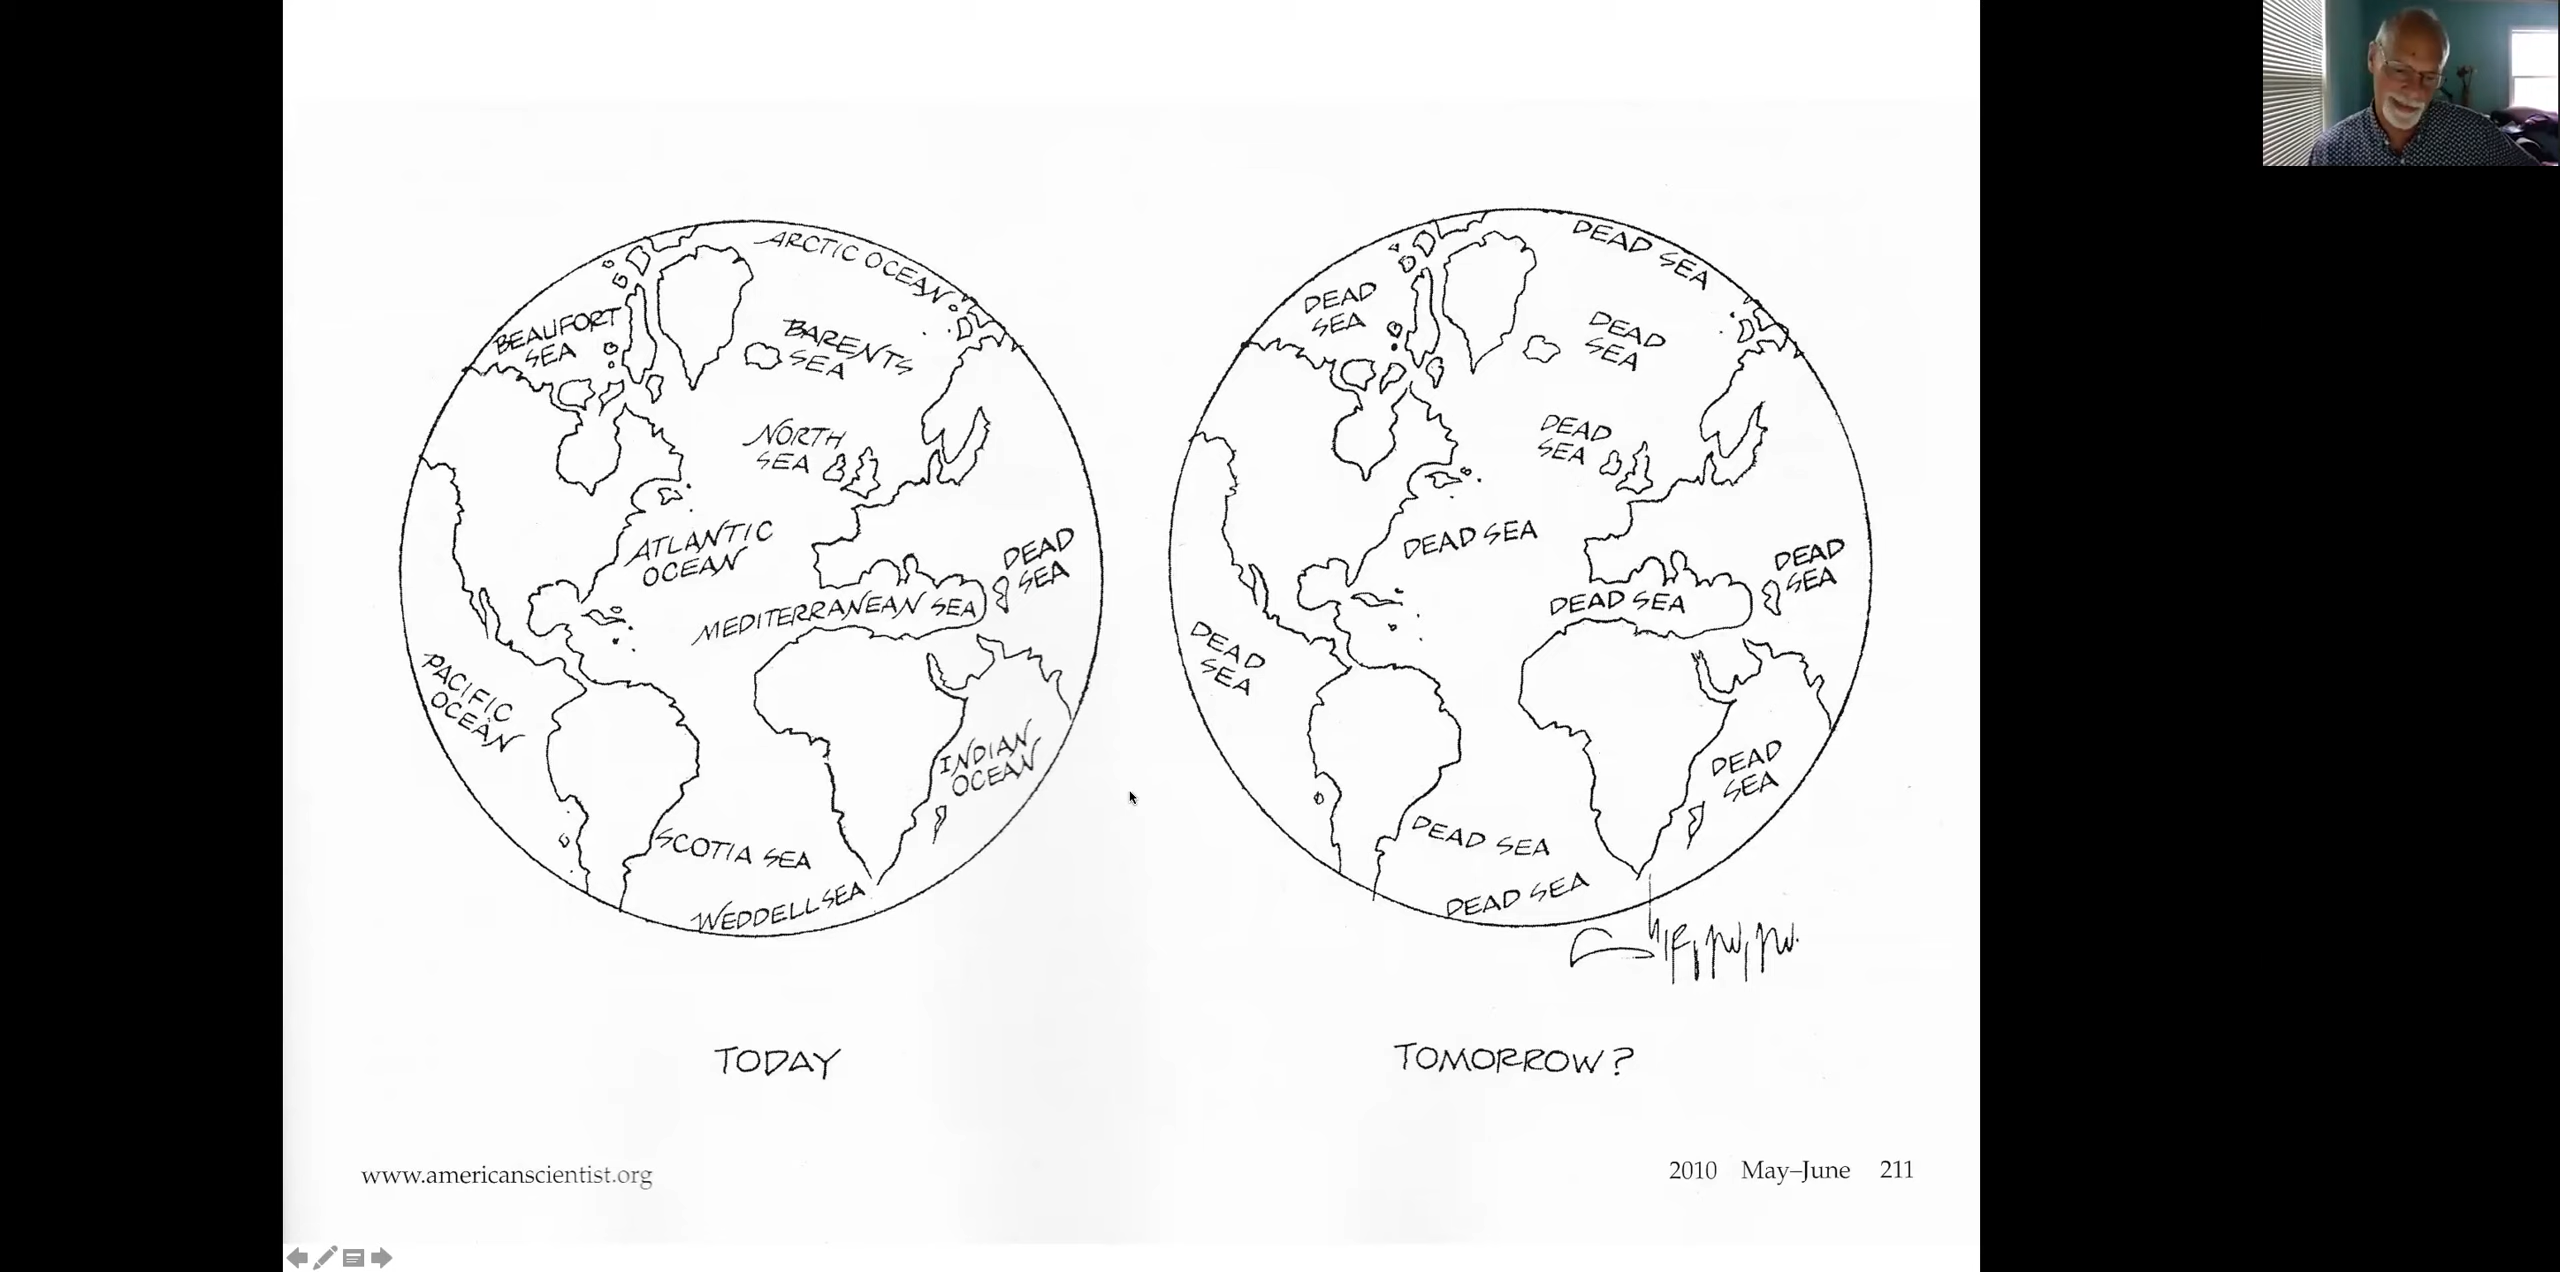 ARCTIC OCEAN
BEAUFORT
SEA
BARENTS
SEA
NORTH
SEA
ATLANTIC
OCEAN
DEAD
SEA
MEDITERRANEAN SEA
PACIFIC
OCEAN
INDIAN
OCEAN
SCOTIA SEA
WEDDELL SEA
TODAY
DEAD SEA
DEAD
SEA
DEAD
SEA
DEAD
SEA
DEAD SEA
DEAD
SEA
DEAD SEA
DEAD
SEA
DEAD
SEA
DEAD SEA
DEAD SEA
TOMORROW?
www.americanscientist.org
2010 May–June 211